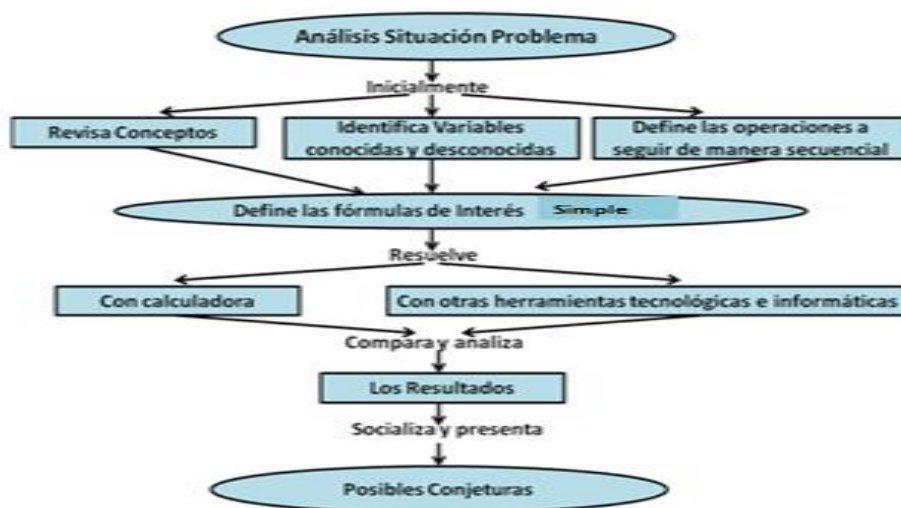 Análisis Situación Problema
Inicialmente
Revisa Conceptos
Identifica Variables
conocidas y desconocidas
Define las operaciones a
seguir de manera secuencial
Define las fórmulas de Interés Simple
Resuelve
Con calculadora
Con otras herramientas tecnológicas e informáticas
Compara y analiza
Los Resultados
Socializa y presenta
Posibles Conjeturas